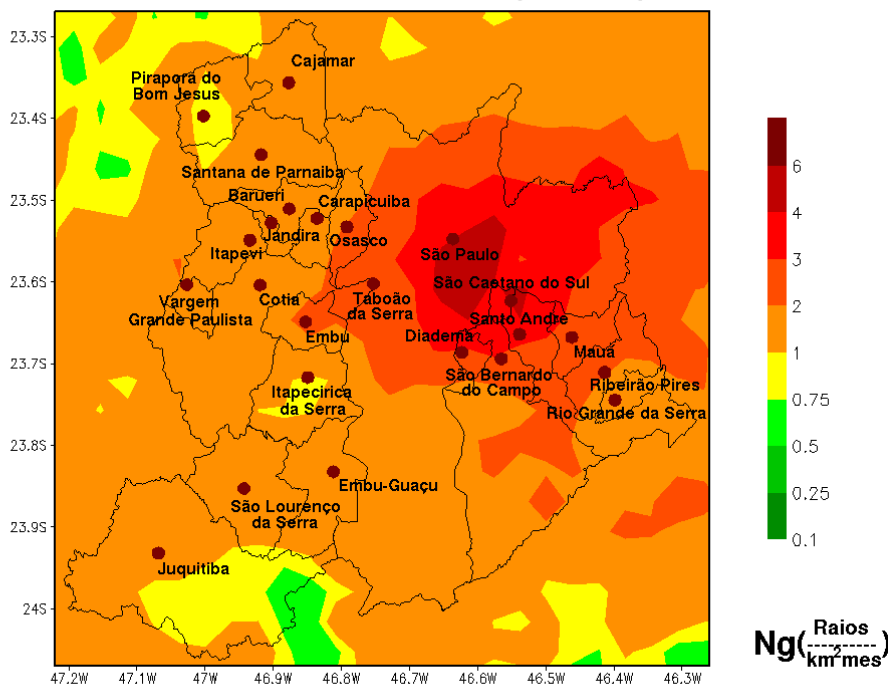 23.3S
23.4S
23.5S
23.6S
23.7S
23.8S
23.9S
24S
47.2W
47.1W
47W
46.9W
46.8W
46.7W
46.6W
46.5W
46.4W
46.3W
Cajamar
Pirapora do
Bom Jesus
Santana de Parnaiba
Barueri
Carapicuiba
Jandira
Osasco
Itapevi
São Paulo
São Caetano do Sul
Vargem
Grande Paulista
Cotia
Taboão
da Serra
Santo Andre
Embu
Diadema
Mauá
São Bernardo
do Campo
Ribeirão Pires
Rio Grande da Serra
Itapecirica
da Serra
Embu-Guaçu
São Lourenço
da Serra
Juquitiba
6
4
3
2
1
0.75
0.5
0.25
0.1
Ng(Raios
km²mes)